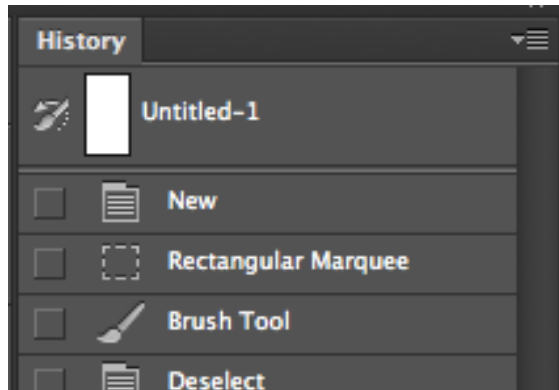 History
Untitled-1
New
Rectangular Marquee
Brush Tool
Deselect